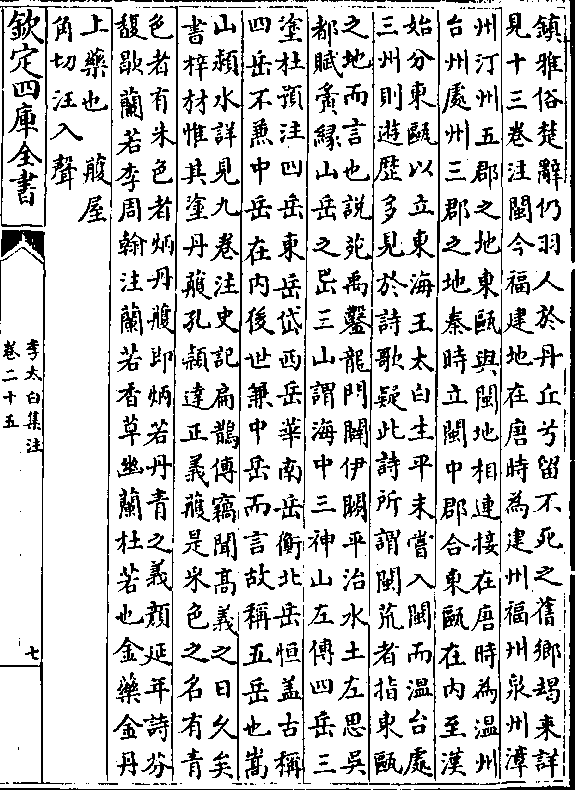 鎮雅俗楚辭仍羽人於丹丘兮留不死之舊鄉朅來詳
見十三卷注閩今福建地在唐時為建州福州泉州漳
州汀州五郡之地東甌與閩地相連接在唐時為溫州
台州處州三郡之地秦時立閩中郡合東甌在內至漢
始分東甌以立東海王太白生平未嘗入閩而溫台處
三州則遊歴多見於詩歌疑此詩所謂閩荒者指東甌
之地而言也說苑禹鑿龍門闢伊闕平治水土左思吳
都賦夤緣山岳之岊三山謂海中三神山左傳四岳三
塗杜預注四岳東岳岱西岳華南岳衡北岳恒盖古稱
四岳不兼中岳在內後世兼中岳而言故稱五岳也嵩
山潁水詳見九卷注史記扁鵲傳竊聞髙義之日久矣
書梓材惟其塗丹雘孔穎達正義雘是彩色之名有青
色者有朱色者炳丹雘即炳若丹青之義顏延年詩芬
馥歇蘭若李周翰注蘭若香草幽蘭杜若也金藥金丹
上藥也　雘屋
角切汪入聲
欽定四庫全書
李太白集注
卷二十五
七